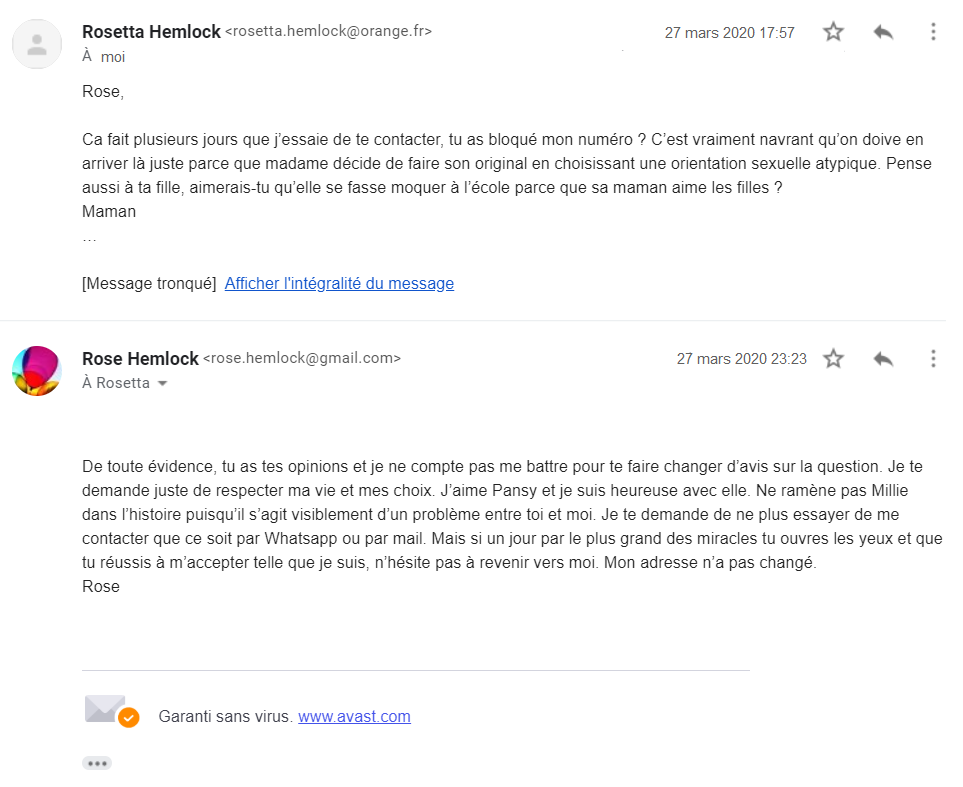 Rosetta Hemlock <rosetta.hemlock@orange.fr> 27 mars 2020 17:57
À moi
Rose,
Ca fait plusieurs jours que j’essaie de te contacter, tu as bloqué mon numéro ? C’est vraiment navrant qu’on doive en
arriver là juste parce que madame décide de faire son original en choisissant une orientation sexuelle atypique. Pense
aussi à ta fille, aimerais-tu qu’elle se fasse moquer à l’école parce que sa maman aime les filles ?
Maman
…
[Message tronqué] Afficher l'intégralité du message
Rose Hemlock <rose.hemlock@gmail.com> 27 mars 2020 23:23
À Rosetta
De toute évidence, tu as tes opinions et je ne compte pas me battre pour te faire changer d’avis sur la question. Je te
demande juste de respecter ma vie et mes choix. J’aime Pansy et je suis heureuse avec elle. Ne ramène pas Millie
dans l’histoire puisqu’il s’agit visiblement d’un problème entre toi et moi. Je te demande de ne plus essayer de me
contacter que ce soit par Whatsapp ou par mail. Mais si un jour par le plus grand des miracles tu ouvres les yeux et que
tu réussis à m’accepter telle que je suis, n’hésite pas à revenir vers moi. Mon adresse n’a pas changé.
Rose
Garanti sans virus. www.avast.com